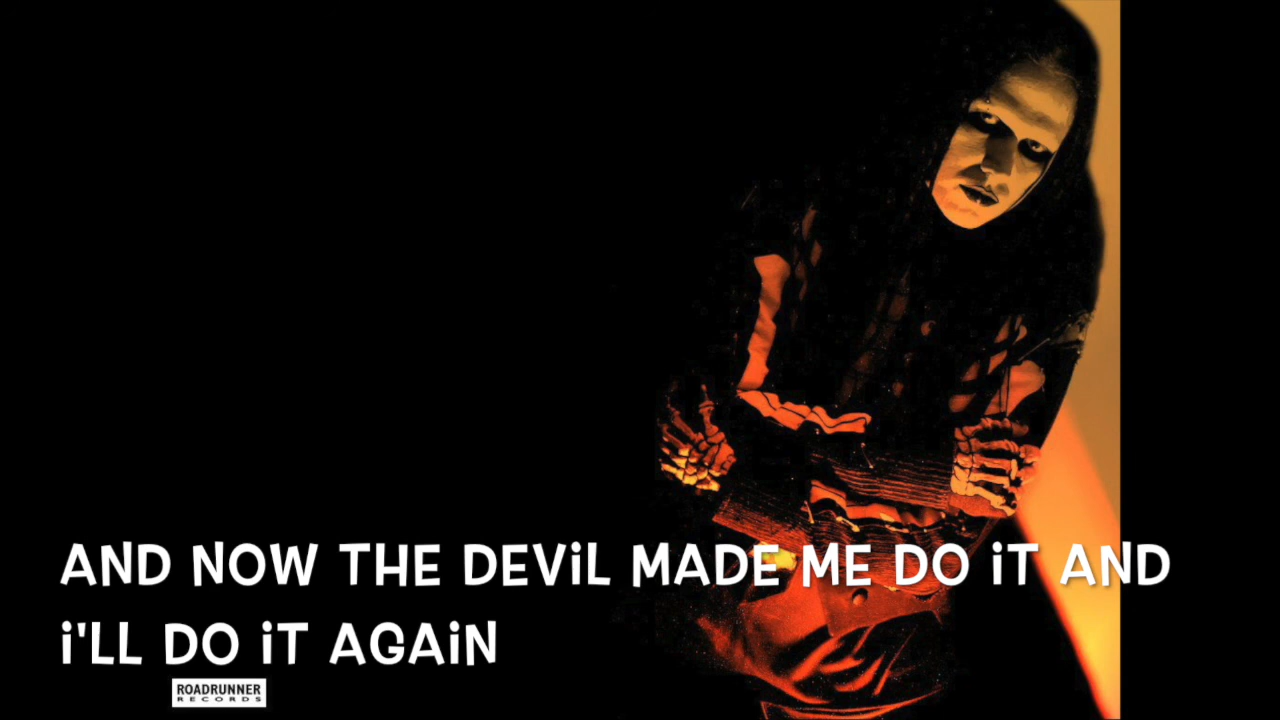 AND NOW THE DEViL MADE ME DO iT AND
i'LL DO iT AGAiN
ROADRUNNER
RECORDS